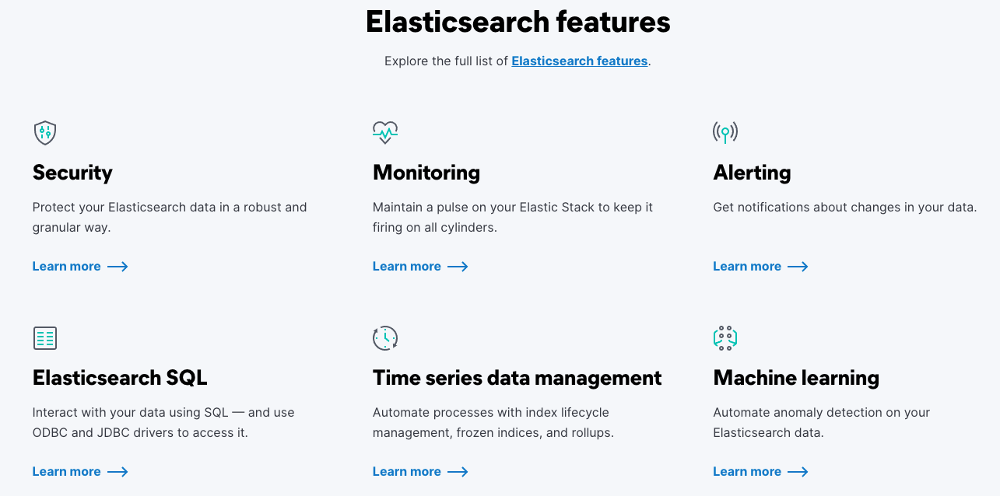 Elasticsearch features
Explore the full list of Elasticsearch features.
Security
Protect your Elasticsearch data in a robust and
granular way.
Learn more
Monitoring
Maintain a pulse on your Elastic Stack to keep it
firing on all cylinders.
Learn more
Alerting
Get notifications about changes in your data.
Learn more
Elasticsearch SQL
Interact with your data using SQL — and use
ODBC and JDBC drivers to access it.
Learn more
Time series data management
Automate processes with index lifecycle
management, frozen indices, and rollups.
Learn more
Machine learning
Automate anomaly detection on your
Elasticsearch data.
Learn more